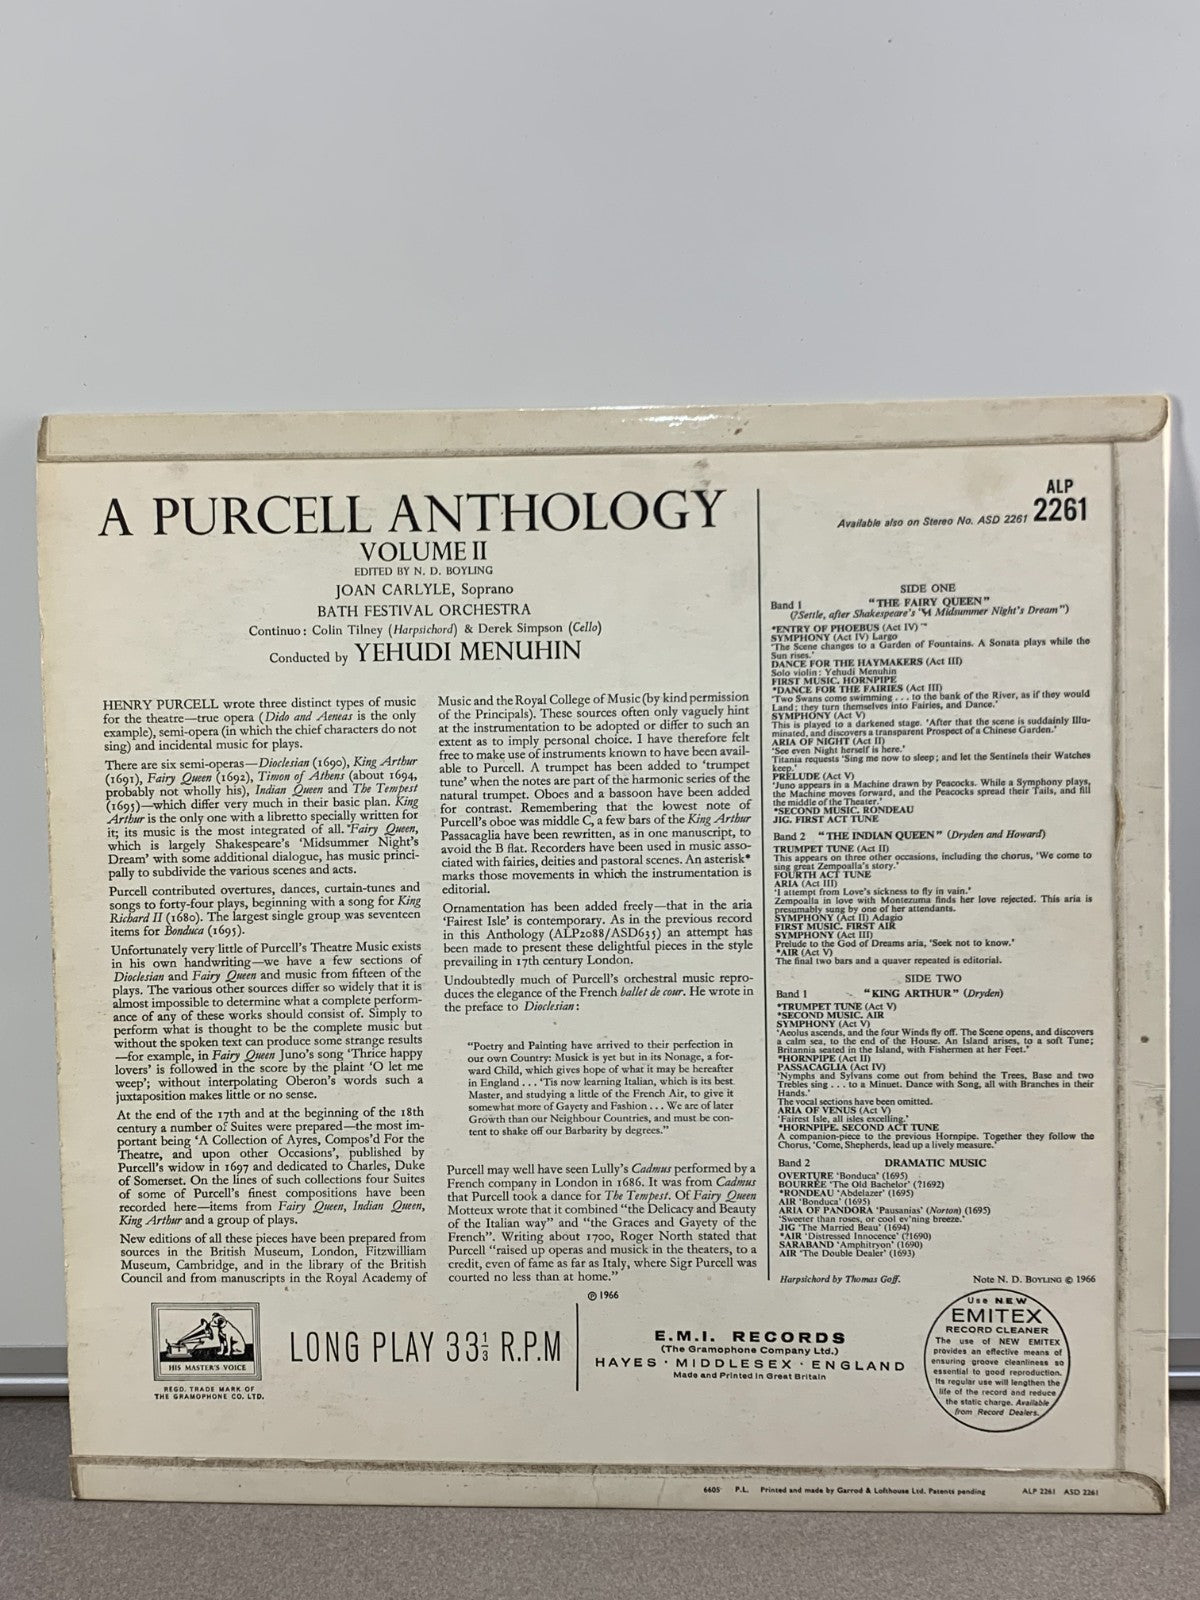 A PURCELL ANTHOLOGY
VOLUME II
EDITED BY N. D. BOYLING
JOAN CARLYLE, Soprano
BATH FESTIVAL ORCHESTRA
Continuo: Colin Tilney (Harpsichord) & Derek Simpson (Cello)
Conducted by YEHUDI MENUHIN
HENRY PURCELL wrote three distinct types of music
for the theatre—true opera (Dido and Aeneas is the only
example), semi-opera (in which the chief characters do not
sing) and incidental music for plays.
There are six semi-operas—Dioclesian (1690), King Arthur
(1691), Fairy Queen (1692), Timon of Athens (about 1694,
probably not wholly his), Indian Queen and The Tempest
(1695)—which differ very much in their basic plan. King
Arthur is the only one with a libretto specially written for
it; its music is the most integrated of all. Fairy Queen,
which is largely Shakespeare's 'Midsummer Night's
Dream' with some additional dialogue, has music princi-
pally to subdivide the various scenes and acts.
Purcell contributed overtures, dances, curtain-tunes and
songs to forty-four plays, beginning with a song for King
Richard II (1680). The largest single group was seventeen
items for Bonduca (1695).
Unfortunately very little of Purcell's Theatre Music exists
in his own handwriting—we have a few sections of
Dioclesian and Fairy Queen and music from fifteen of the
plays. The various other sources differ so widely that it is
almost impossible to determine what a complete perform-
ance of any of these works should consist of. Simply to
perform what is thought to be the complete music but
without the spoken text can produce some strange results
—for example, in Fairy Queen Juno's song 'Thrice happy
lovers' is followed in the score by the plaint 'O let me
weep'; without interpolating Oberon's words such a
juxtaposition makes little or no sense.
At the end of the 17th and at the beginning of the 18th
century a number of Suites were prepared—the most im-
portant being 'A Collection of Ayres, Compos'd For the
Theatre, and upon other Occasions', published by
Purcell's widow in 1697 and dedicated to Charles, Duke
of Somerset. On the lines of such collections four Suites
of some of Purcell's finest compositions have been
recorded here—items from Fairy Queen, Indian Queen,
King Arthur and a group of plays.
New editions of all these pieces have been prepared from
sources in the British Museum, London, Fitzwilliam
Museum, Cambridge, and in the library of the British
Council and from manuscripts in the Royal Academy of
Music and the Royal College of Music (by kind permission
of the Principals). These sources often only vaguely hint
at the instrumentation to be adopted or differ to such an
extent as to imply personal choice. I have therefore felt
free to make use of instruments known to have been avail-
able to Purcell. A trumpet has been added to 'trumpet
tune' when the notes are part of the harmonic series of the
natural trumpet. Oboes and a bassoon have been added
for contrast. Remembering that the lowest note of
Purcell's oboe was middle C, a few bars of the King Arthur
Passacaglia have been rewritten, as in one manuscript, to
avoid the B flat. Recorders have been used in music asso-
ciated with fairies, deities and pastoral scenes. An asterisk*
marks those movements in which the instrumentation is
editorial.
Ornamentation has been added freely—that in the aria
'Fairest Isle' is contemporary. As in the previous record
in this Anthology (ALP2088/ASD635) an attempt has
been made to present these delightful pieces in the style
prevailing in 17th century London.
Undoubtedly much of Purcell's orchestral music repro-
duces the elegance of the French ballet de cour. He wrote in
the preface to Dioclesian:
"Poetry and Painting have arrived to their perfection in
our own Country: Musick is yet but in its Nonage, a for-
ward Child, which gives hope of what it may be hereafter
in England . . . 'Tis now learning Italian, which is its best
Master, and studying a little of the French Air, to give it
somewhat more of Gayety and Fashion . . . We are of later
Growth than our Neighbour Countries, and must be con-
tent to shake off our Barbarity by degrees."
Purcell may well have seen Lully's Cadmus performed by a
French company in London in 1686. It was from Cadmus
that Purcell took a dance for The Tempest. Of Fairy Queen
Motteux wrote that it combined "the Delicacy and Beauty
of the Italian way" and "the Graces and Gayety of the
French". Writing about 1700, Roger North stated that
Purcell "raised up operas and musick in the theaters, to a
credit, even of fame as far as Italy, where Sigr Purcell was
courted no less than at home."
℗ 1966
ALP
Available also on Stereo No. ASD 2261 2261
SIDE ONE
Band 1 "THE FAIRY QUEEN"
(?Settle, after Shakespeare's "A Midsummer Night's Dream")
*ENTRY OF PHOEBUS (Act IV)
SYMPHONY (Act IV) Largo
'The Scene changes to a Garden of Fountains. A Sonata plays while the
Sun rises.'
DANCE FOR THE HAYMAKERS (Act III)
Solo violin: Yehudi Menuhin
FIRST MUSIC. HORNPIPE
*DANCE FOR THE FAIRIES (Act III)
'Two Swans come swimming . . . to the bank of the River, as if they would
Land; they turn themselves into Fairies, and Dance.'
SYMPHONY (Act V)
This is played to a darkened stage. 'After that the scene is suddainly Illu-
minated, and discovers a transparent Prospect of a Chinese Garden.'
ARIA OF NIGHT (Act II)
'See even Night herself is here.'
Titania requests 'Sing me now to sleep; and let the Sentinels their Watches
keep.'
PRELUDE (Act V)
'Juno appears in a Machine drawn by Peacocks. While a Symphony plays,
the Machine moves forward, and the Peacocks spread their Tails, and fill
the middle of the Theater.'
*SECOND MUSIC. RONDEAU
JIG. FIRST ACT TUNE
Band 2 "THE INDIAN QUEEN" (Dryden and Howard)
TRUMPET TUNE (Act II)
This appears on three other occasions, including the chorus, 'We come to
sing great Zempoalla's story.'
FOURTH ACT TUNE
ARIA (Act III)
'I attempt from Love's sickness to fly in vain.'
Zempoalla in love with Montezuma finds her love rejected. This aria is
presumably sung by one of her attendants.
SYMPHONY (Act II) Adagio
FIRST MUSIC. FIRST AIR
SYMPHONY (Act III)
Prelude to the God of Dreams aria, 'Seek not to know.'
*AIR (Act V)
The final two bars and a quaver repeated is editorial.
SIDE TWO
Band 1 "KING ARTHUR" (Dryden)
*TRUMPET TUNE (Act V)
*SECOND MUSIC. AIR
SYMPHONY (Act V)
'Aeolus ascends, and the four Winds fly off. The Scene opens, and discovers
a calm sea, to the end of the House. An Island arises, to a soft Tune;
Britannia seated in the Island, with Fishermen at her Feet.'
*HORNPIPE (Act II)
PASSACAGLIA (Act IV)
'Nymphs and Sylvans come out from behind the Trees, Base and two
Trebles sing . . . to a Minuet. Dance with Song, all with Branches in their
Hands.'
The vocal sections have been omitted.
ARIA OF VENUS (Act V)
'Fairest Isle, all isles excelling.'
*HORNPIPE. SECOND ACT TUNE
A companion-piece to the previous Hornpipe. Together they follow the
Chorus, 'Come, Shepherds, lead up a lively measure.'
Band 2 DRAMATIC MUSIC
OVERTURE 'Bonduca' (1695)
BOURRÉE 'The Old Bachelor' (?1692)
*RONDEAU 'Abdelazer' (1695)
AIR 'Bonduca' (1695)
ARIA OF PANDORA 'Pausanias' (Norton) (1695)
'Sweeter than roses, or cool ev'ning breeze.'
JIG 'The Married Beau' (1694)
*AIR 'Distressed Innocence' (?1690)
SARABAND 'Amphitryon' (1690)
AIR 'The Double Dealer' (1693)
Harpsichord by Thomas Goff. Note N. D. BOYLING © 1966
HIS MASTER'S VOICE
REGD. TRADE MARK OF
THE GRAMOPHONE CO. LTD.
LONG PLAY 33⅓ R.P.M
E.M.I. RECORDS
(The Gramophone Company Ltd.)
HAYES · MIDDLESEX · ENGLAND
Made and Printed in Great Britain
Use NEW
EMITEX
RECORD CLEANER
The use of NEW EMITEX
provides an effective means of
ensuring groove cleanliness so
essential to good reproduction.
Its regular use will lengthen the
life of the record and reduce
the static charge. Available
from Record Dealers.
6605 P.L. Printed and made by Garrod & Lofthouse Ltd. Patents pending ALP 2261 ASD 2261